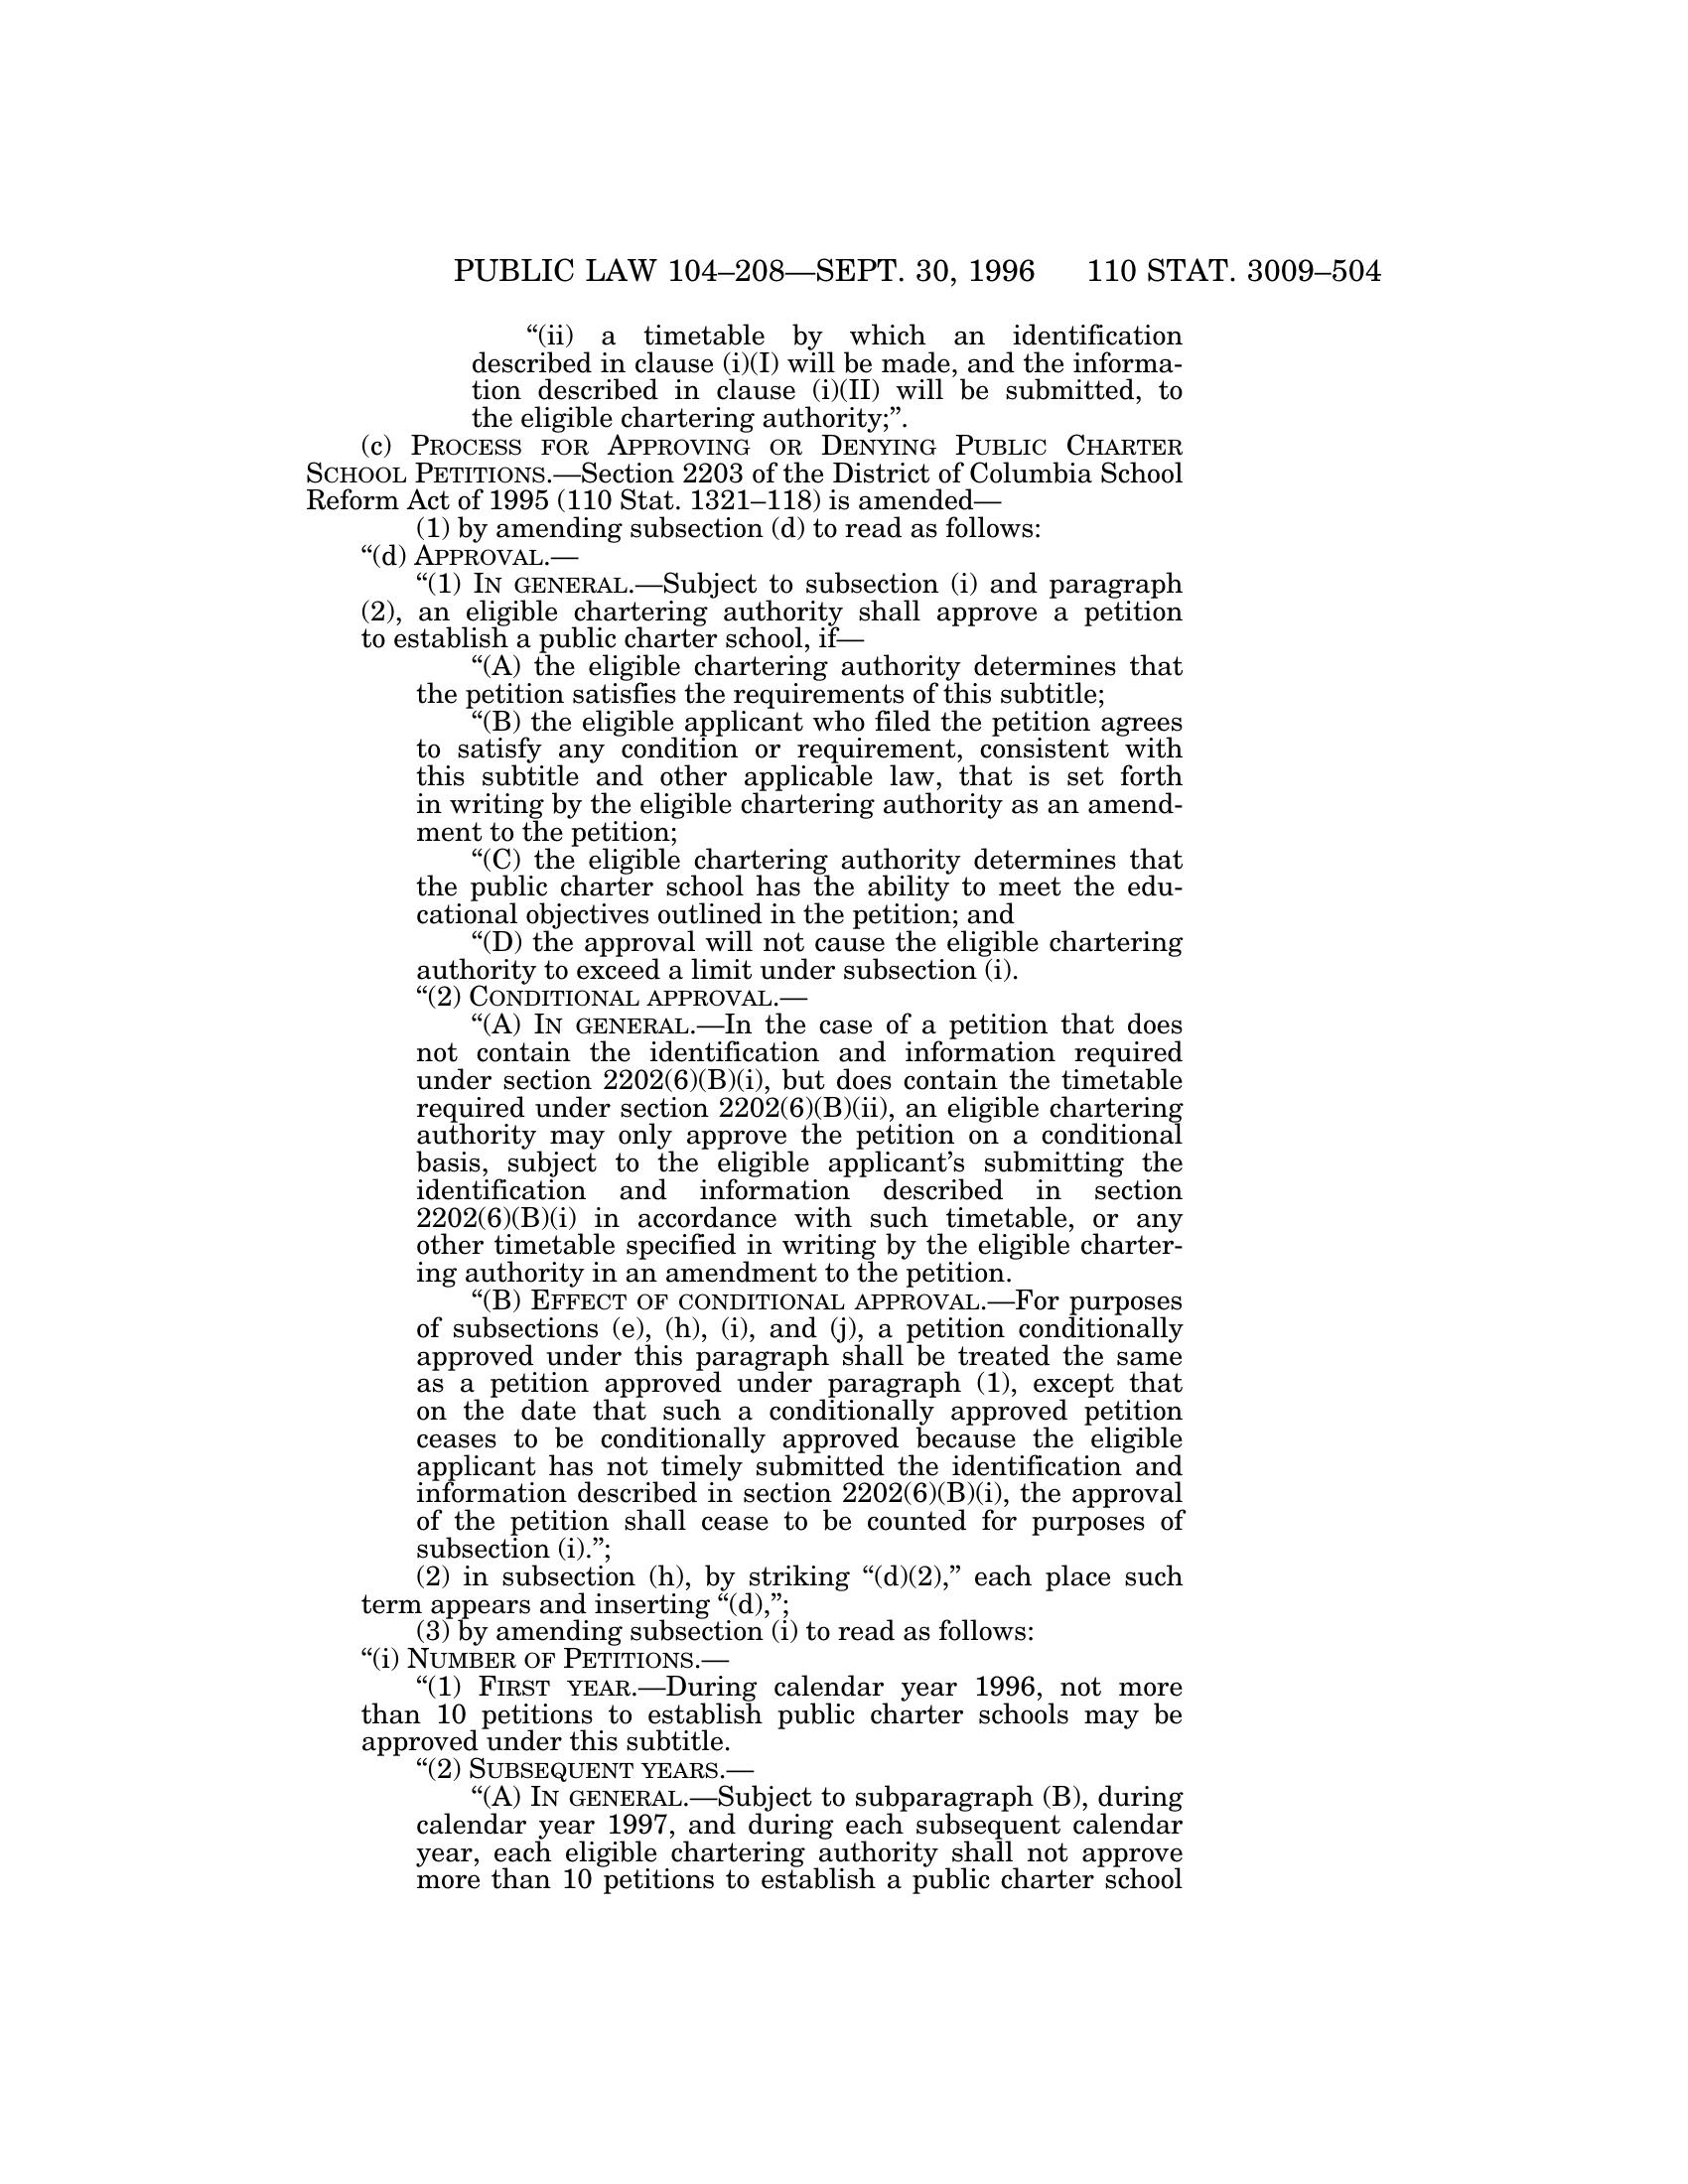 PUBLIC LAW 104–208—SEPT. 30, 1996 110 STAT. 3009–504
“(ii) a timetable by which an identification
described in clause (i)(I) will be made, and the informa-
tion described in clause (i)(II) will be submitted, to
the eligible chartering authority;”.
(c) PROCESS FOR APPROVING OR DENYING PUBLIC CHARTER
SCHOOL PETITIONS.—Section 2203 of the District of Columbia School
Reform Act of 1995 (110 Stat. 1321–118) is amended—
(1) by amending subsection (d) to read as follows:
“(d) APPROVAL.—
“(1) IN GENERAL.—Subject to subsection (i) and paragraph
(2), an eligible chartering authority shall approve a petition
to establish a public charter school, if—
“(A) the eligible chartering authority determines that
the petition satisfies the requirements of this subtitle;
“(B) the eligible applicant who filed the petition agrees
to satisfy any condition or requirement, consistent with
this subtitle and other applicable law, that is set forth
in writing by the eligible chartering authority as an amend-
ment to the petition;
“(C) the eligible chartering authority determines that
the public charter school has the ability to meet the edu-
cational objectives outlined in the petition; and
“(D) the approval will not cause the eligible chartering
authority to exceed a limit under subsection (i).
“(2) CONDITIONAL APPROVAL.—
“(A) IN GENERAL.—In the case of a petition that does
not contain the identification and information required
under section 2202(6)(B)(i), but does contain the timetable
required under section 2202(6)(B)(ii), an eligible chartering
authority may only approve the petition on a conditional
basis, subject to the eligible applicant’s submitting the
identification and information described in section
2202(6)(B)(i) in accordance with such timetable, or any
other timetable specified in writing by the eligible charter-
ing authority in an amendment to the petition.
“(B) EFFECT OF CONDITIONAL APPROVAL.—For purposes
of subsections (e), (h), (i), and (j), a petition conditionally
approved under this paragraph shall be treated the same
as a petition approved under paragraph (1), except that
on the date that such a conditionally approved petition
ceases to be conditionally approved because the eligible
applicant has not timely submitted the identification and
information described in section 2202(6)(B)(i), the approval
of the petition shall cease to be counted for purposes of
subsection (i).”;
(2) in subsection (h), by striking “(d)(2),” each place such
term appears and inserting “(d),”;
(3) by amending subsection (i) to read as follows:
“(i) NUMBER OF PETITIONS.—
“(1) FIRST YEAR.—During calendar year 1996, not more
than 10 petitions to establish public charter schools may be
approved under this subtitle.
“(2) SUBSEQUENT YEARS.—
“(A) IN GENERAL.—Subject to subparagraph (B), during
calendar year 1997, and during each subsequent calendar
year, each eligible chartering authority shall not approve
more than 10 petitions to establish a public charter school